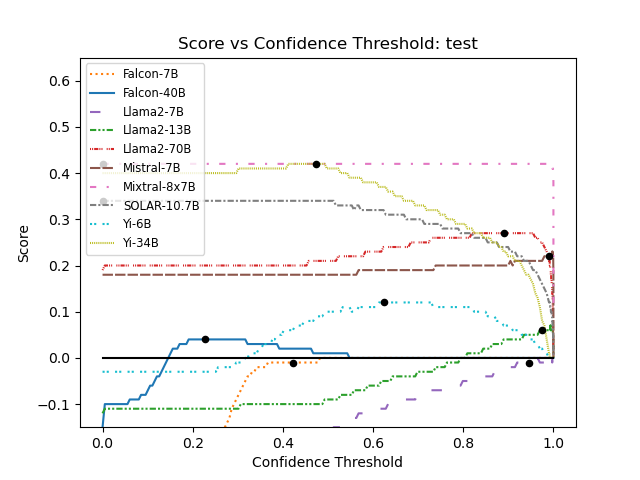 Score vs Confidence Threshold: test
Score
0.6
0.5
0.4
0.3
0.2
0.1
0.0
−0.1
Falcon-7B
Falcon-40B
Llama2-7B
Llama2-13B
Llama2-70B
Mistral-7B
Mixtral-8x7B
SOLAR-10.7B
Yi-6B
Yi-34B
0.0 0.2 0.4 0.6 0.8 1.0
Confidence Threshold